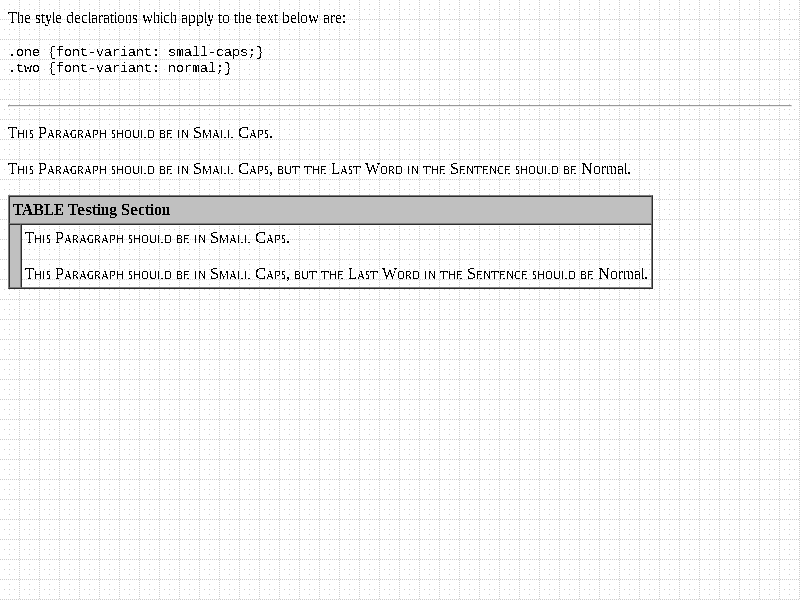 The style declarations which apply to the text below are:
.one {font-variant: small-caps;}
.two {font-variant: normal;}
This Paragraph should be in Small Caps.
This Paragraph should be in Small Caps, but the Last Word in the Sentence should be Normal.
TABLE Testing Section
This Paragraph should be in Small Caps.
This Paragraph should be in Small Caps, but the Last Word in the Sentence should be Normal.